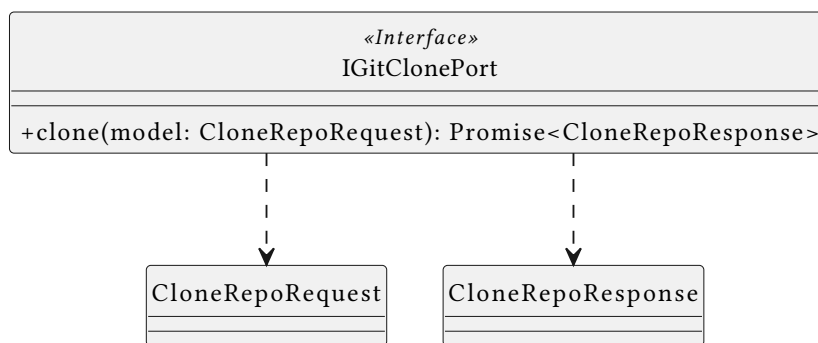 «Interface»
IGitClonePort
+clone(model: CloneRepoRequest): Promise<CloneRepoResponse>
CloneRepoRequest
CloneRepoResponse